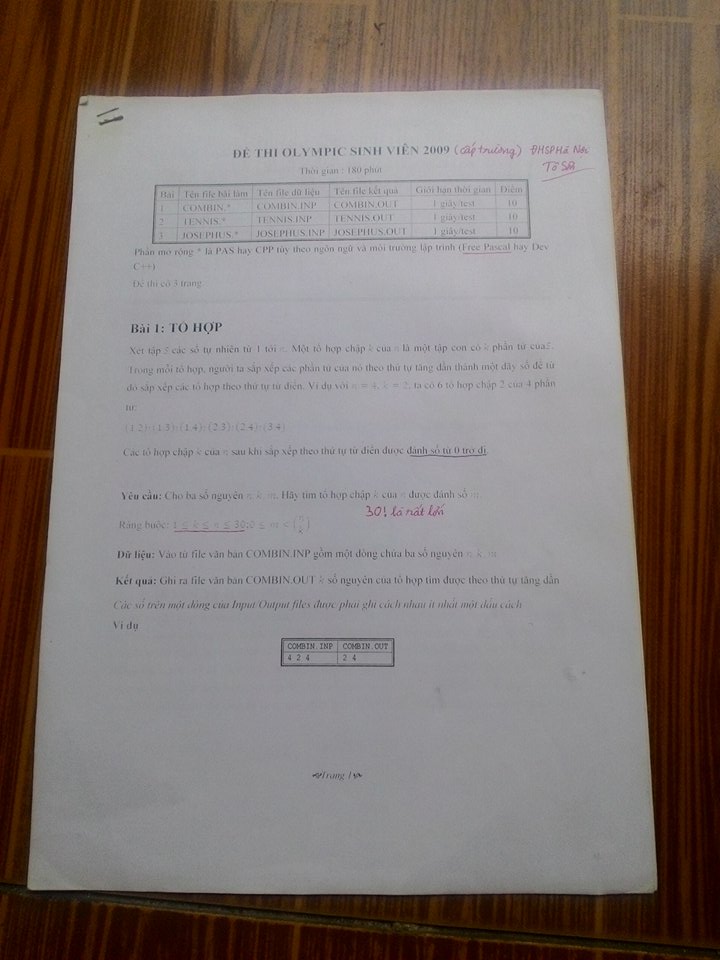 ĐỀ THI OLYMPIC SINH VIÊN 2009 (cấp trường) ĐHSP Hà Nội
Thời gian : 180 phút
Bài Tên file bài làm Tên file dữ liệu Tên file kết quả Giới hạn thời gian Điểm
1 COMBIN.* COMBIN.INP COMBIN.OUT 1 giây/test 10
2 TENNIS.* TENNIS.INP TENNIS.OUT 1 giây/test 10
3 JOSEPHUS.* JOSEPHUS.INP JOSEPHUS.OUT 1 giây/test 10
Phần mở rộng * là PAS hay CPP tùy theo ngôn ngữ và môi trường lập trình (Free Pascal hay Dev
C++)
Đề thi có 3 trang
Bài 1: TỔ HỢP
Xét tập S các số tự nhiên từ 1 tới n. Một tổ hợp chập k của n là một tập con có k phần tử của S.
Trong mỗi tổ hợp, người ta sắp xếp các phần tử của nó theo thứ tự tăng dần thành một dãy số để từ
đó sắp xếp các tổ hợp theo thứ tự từ điển. Ví dụ với n = 4, k = 2, ta có 6 tổ hợp chập 2 của 4 phần
tử:
(1,2);(1,3);(1,4);(2,3);(2,4);(3,4)
Các tổ hợp chập k của n sau khi sắp xếp theo thứ tự từ điển được đánh số từ 0 trở đi.
Yêu cầu: Cho ba số nguyên n, k, m. Hãy tìm tổ hợp chập k của n được đánh số m.
30! là rất lớn
Ràng buộc: 1 ≤ k ≤ n ≤ 30; 0 ≤ m < (n k)
Dữ liệu: Vào từ file văn bản COMBIN.INP gồm một dòng chứa ba số nguyên n, k, m
Kết quả: Ghi ra file văn bản COMBIN.OUT k số nguyên của tổ hợp tìm được theo thứ tự tăng dần
Các số trên một dòng của Input/Output files được phải ghi cách nhau ít nhất một dấu cách
Ví dụ
COMBIN.INP COMBIN.OUT
4 2 4 2 4
Trang 1